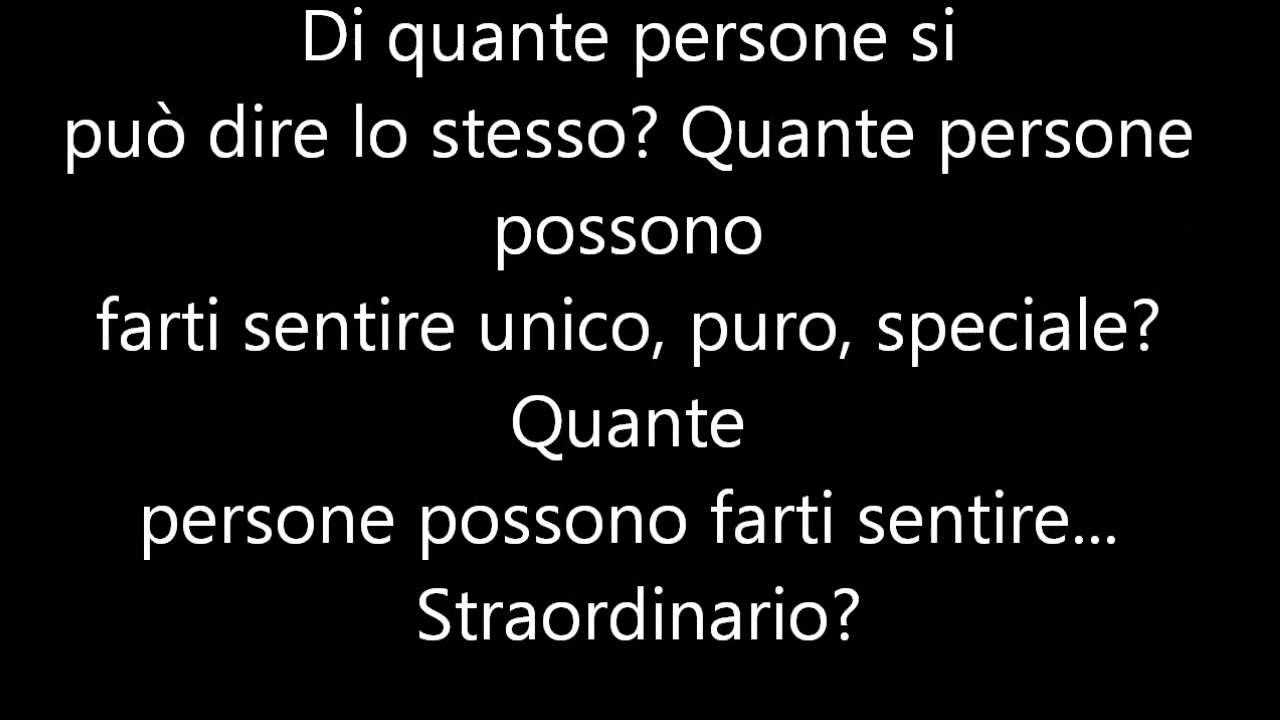 Di quante persone si
può dire lo stesso? Quante persone
possono
farti sentire unico, puro, speciale?
Quante
persone possono farti sentire...
Straordinario?